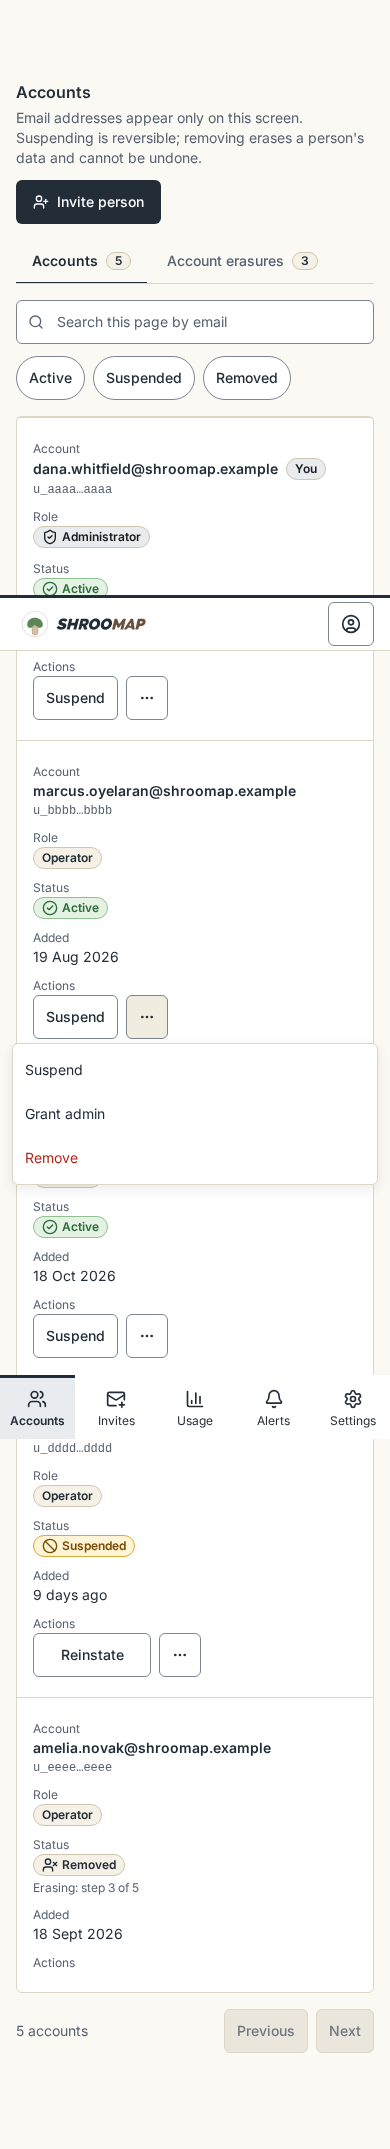 Accounts
Email addresses appear only on this screen.
Suspending is reversible; removing erases a person's
data and cannot be undone.
Invite person
Accounts 5 Account erasures 3
Search this page by email
Active Suspended Removed
Account
dana.whitfield@shroomap.example You
u_aaaa…aaaa
Role
Administrator
Status
Active
SHROOMAP
Actions
Suspend ...
Account
marcus.oyelaran@shroomap.example
u_bbbb…bbbb
Role
Operator
Status
Active
Added
19 Aug 2026
Actions
Suspend ...
Suspend
Grant admin
Remove
Status
Active
Added
18 Oct 2026
Actions
Suspend ...
Accounts Invites Usage Alerts Settings
u_dddd…dddd
Role
Operator
Status
Suspended
Added
9 days ago
Actions
Reinstate ...
Account
amelia.novak@shroomap.example
u_eeee…eeee
Role
Operator
Status
Removed
Erasing: step 3 of 5
Added
18 Sept 2026
Actions
5 accounts Previous Next